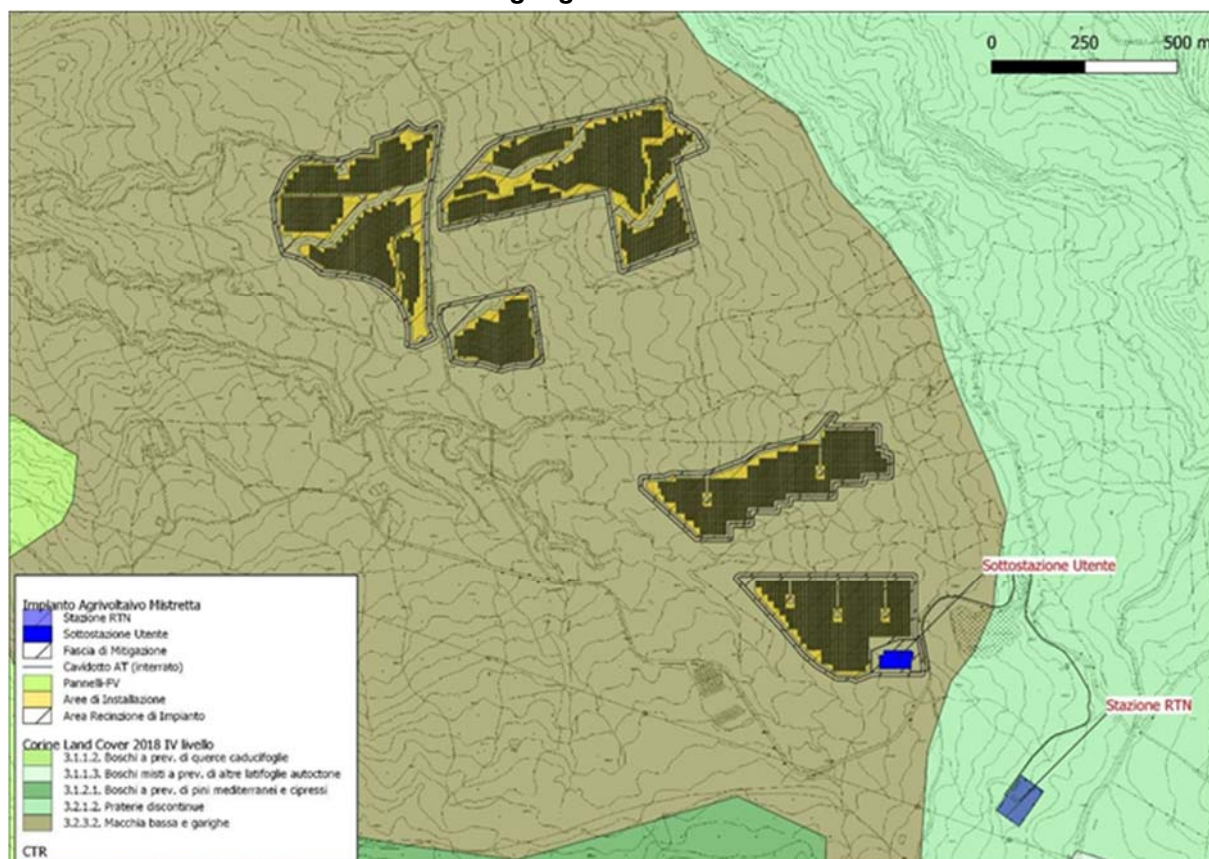 0 250 500 m
Sottostazione Utente
Stazione RTN
Impianto Agrivoltaivo Mistretta
Stazione RTN
Sottostazione Utente
Fascia di Mitigazione
Cavidotto AT (interrato)
Pannelli-FV
Aree di Installazione
Area Recinzione di Impianto
Corine Land Cover 2018 IV livello
3.1.1.2. Boschi a prev. di querce caducifoglie
3.1.1.3. Boschi misti a prev. di altre latifoglie autoctone
3.1.2.1. Boschi a prev. di pini mediterranei e cipressi
3.2.1.2. Praterie discontinue
3.2.3.2. Macchia bassa e garighe
CTR